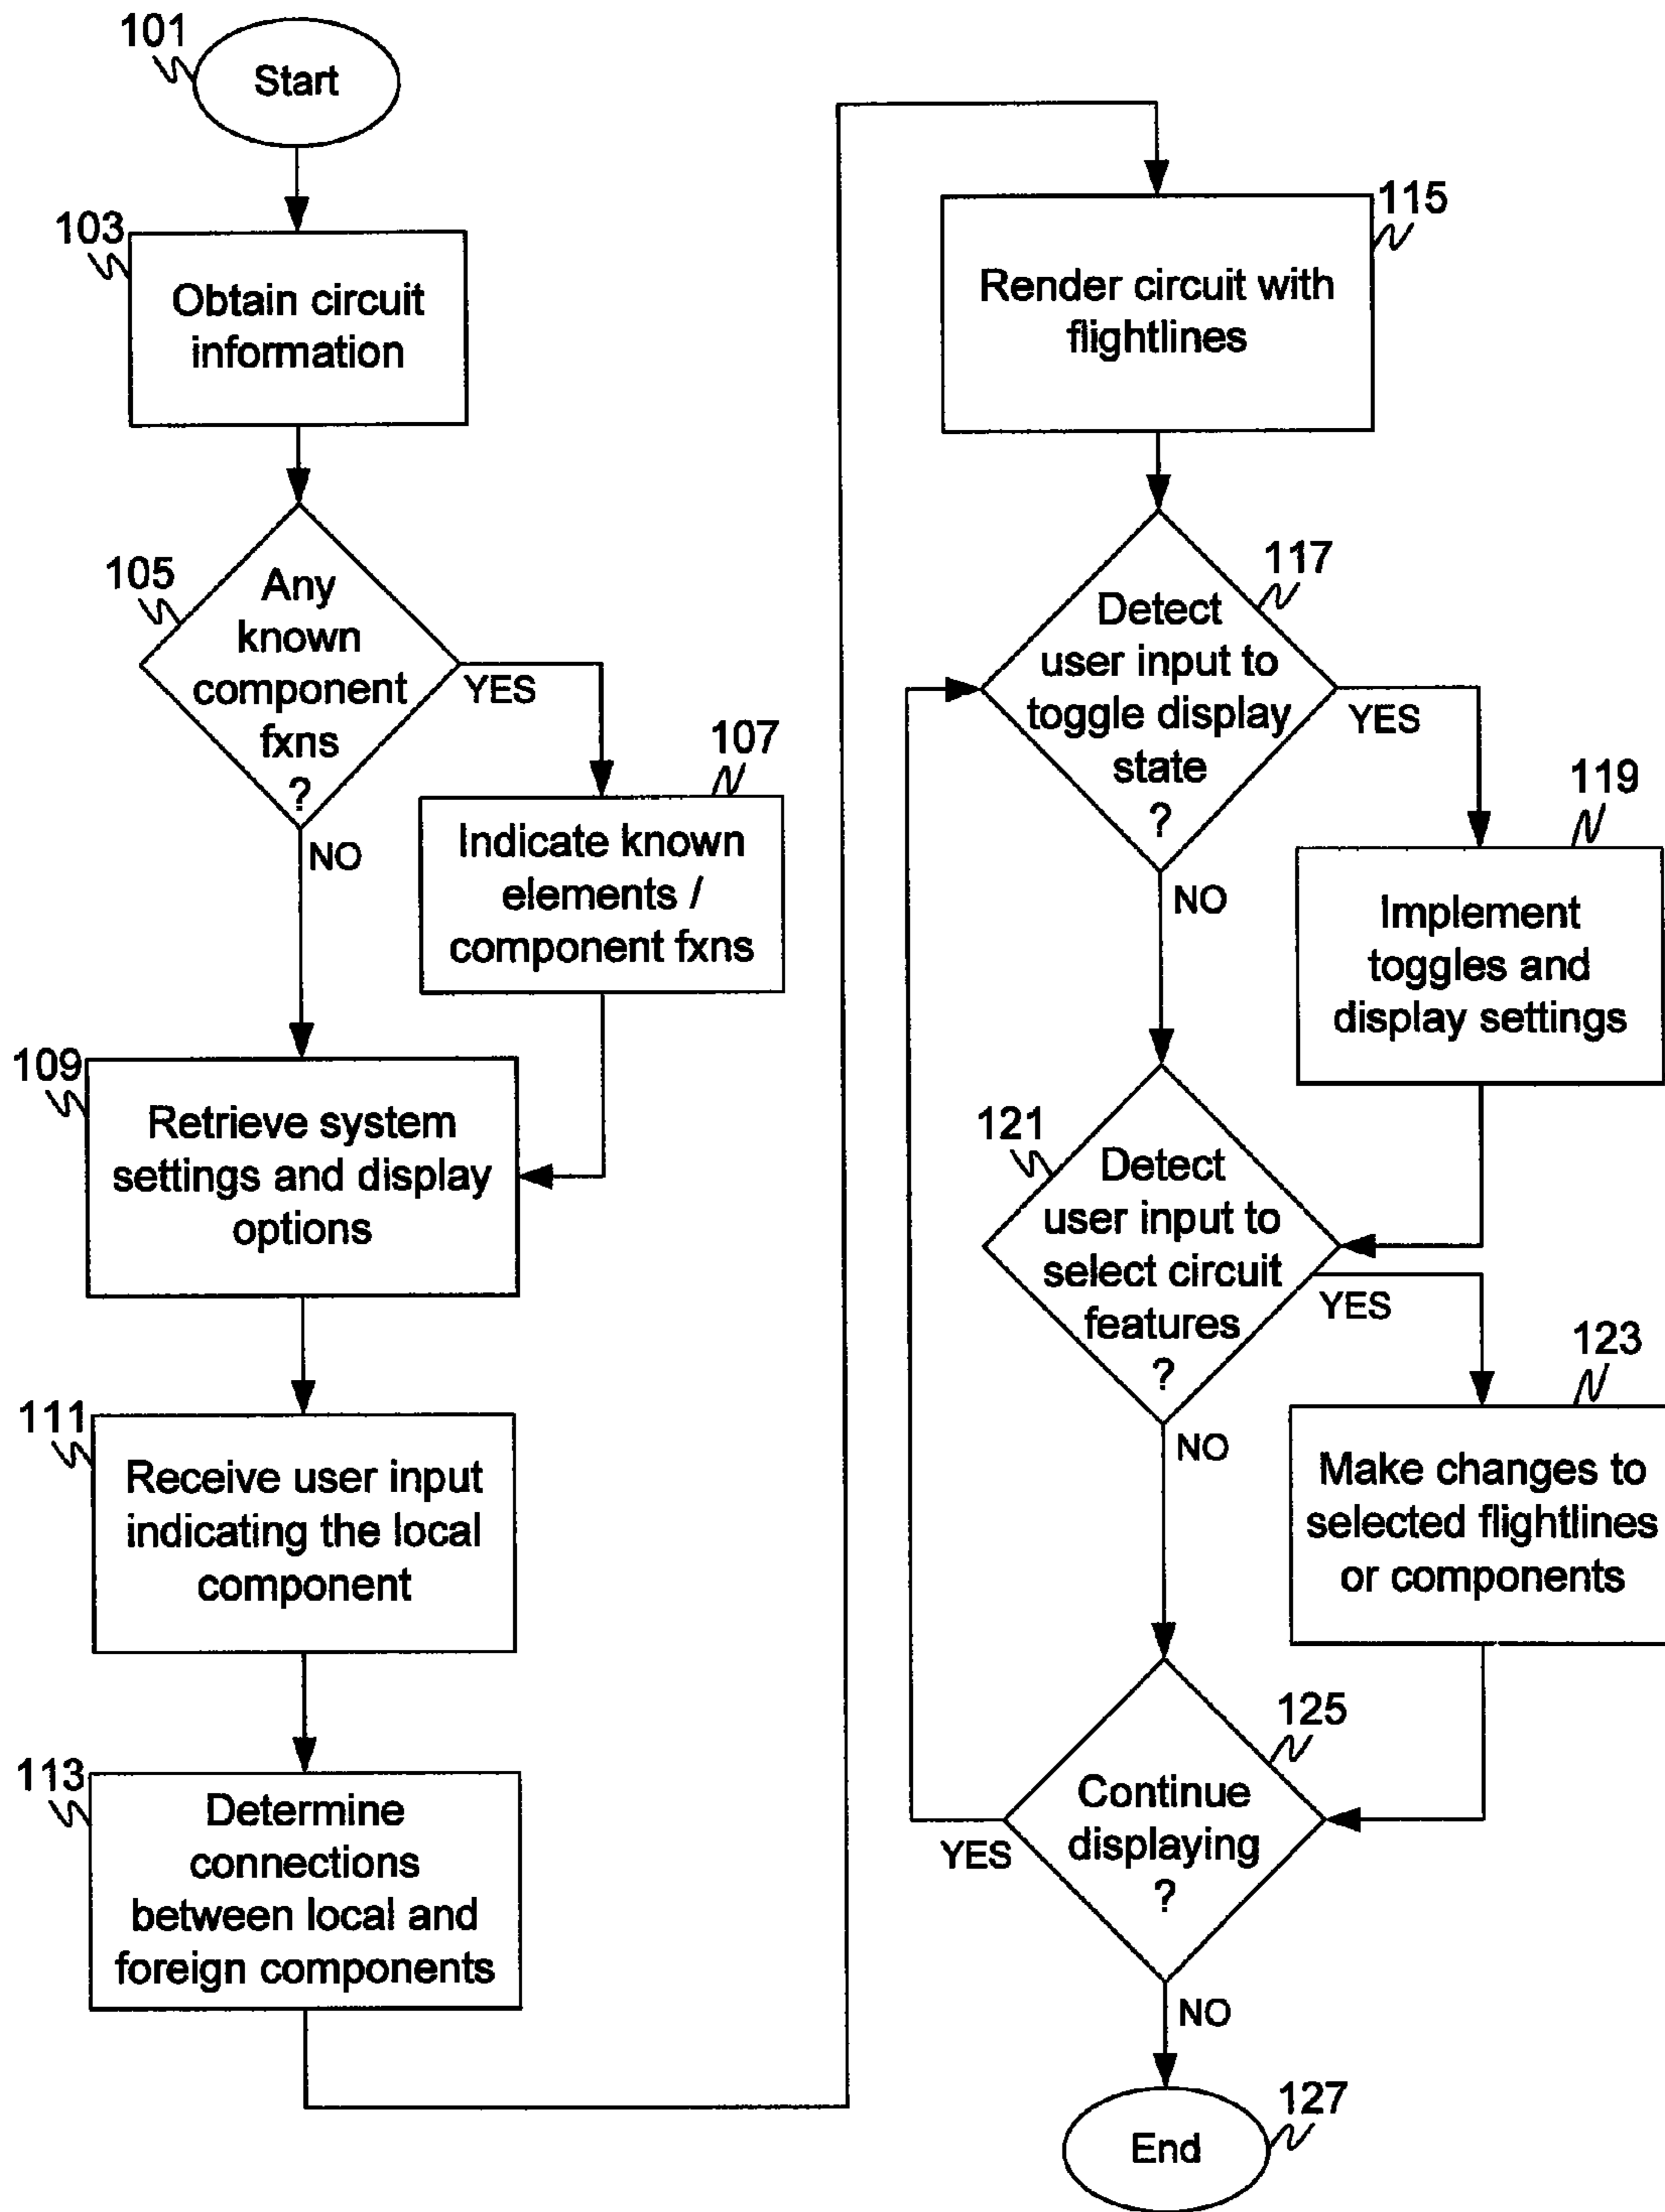 101
Start
103
Obtain circuit
information
105
Any
known
component
fxns
?
YES
NO
107
Indicate known
elements /
component fxns
109
Retrieve system
settings and display
options
111
Receive user input
indicating the local
component
113
Determine
connections
between local and
foreign components
115
Render circuit with
flightlines
117
Detect
user input to
toggle display
state
?
YES
NO
119
Implement
toggles and
display settings
121
Detect
user input to
select circuit
features
?
YES
NO
123
Make changes to
selected flightlines
or components
125
Continue
displaying
?
YES
NO
127
End